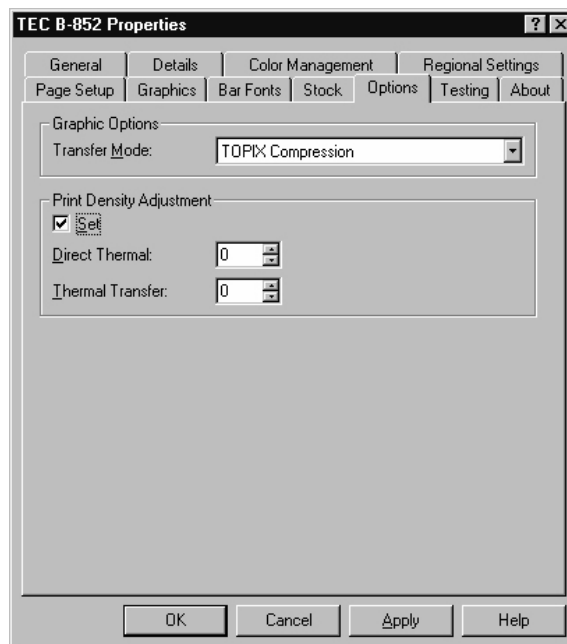 TEC B-852 Properties ? X
General Details Color Management Regional Settings
Page Setup Graphics Bar Fonts Stock Options Testing About
Graphic Options
Transfer Mode: TOPIX Compression
Print Density Adjustment
Set
Direct Thermal: 0
Thermal Transfer: 0
OK Cancel Apply Help